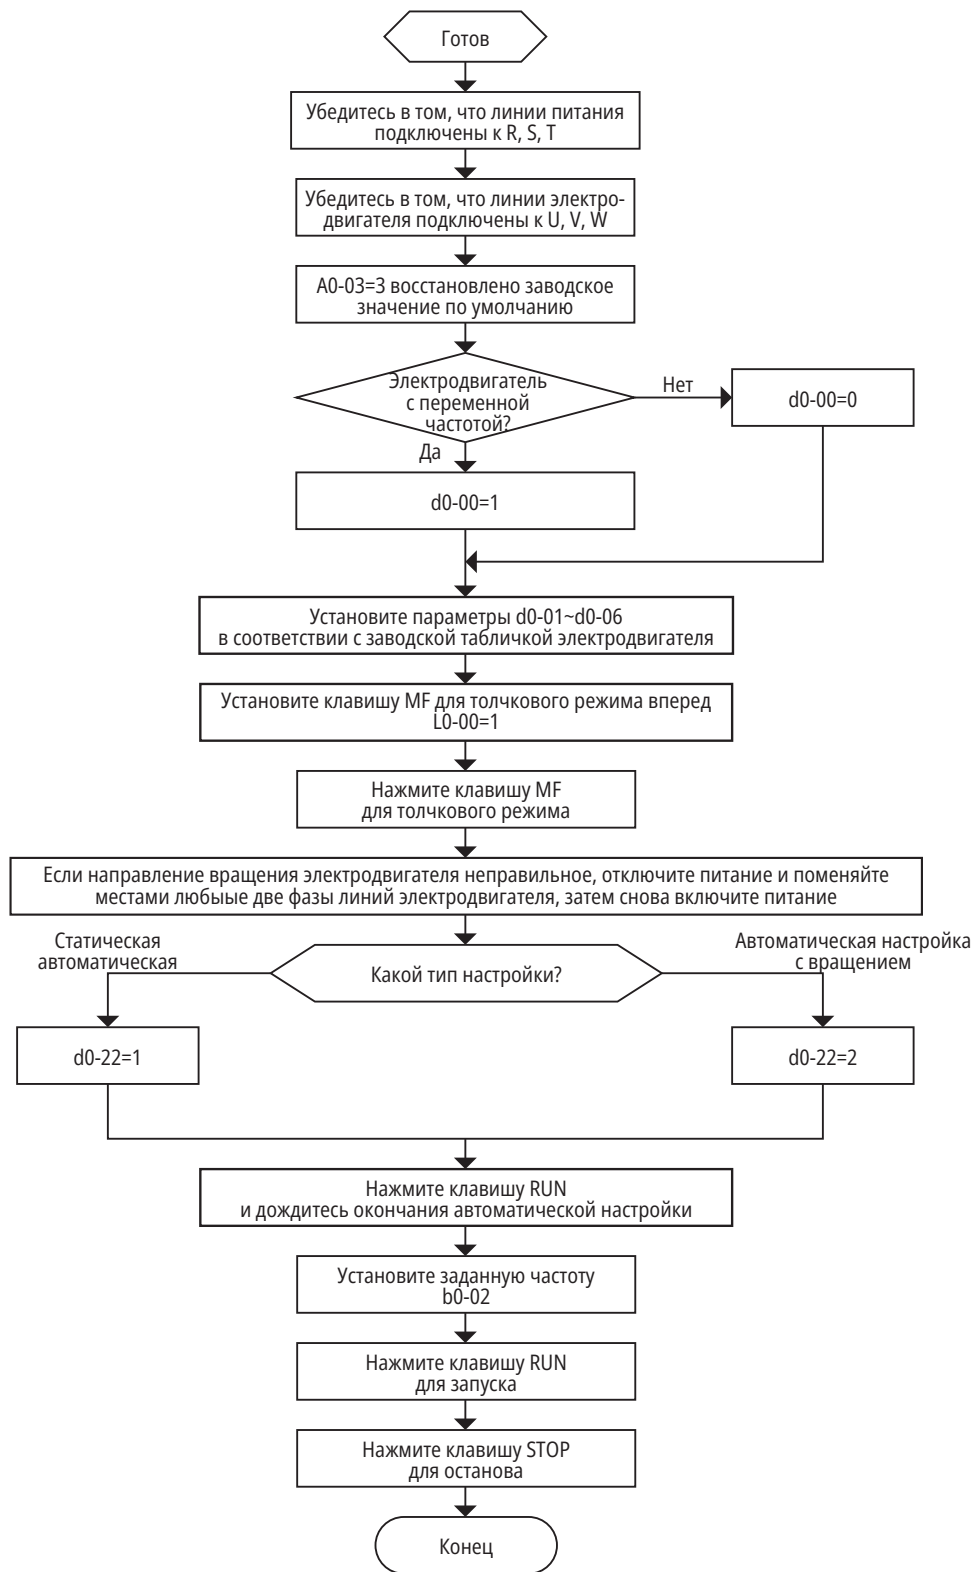 Готов
Убедитесь в том, что линии питания
подключены к R, S, T
Убедитесь в том, что линии электро-
двигателя подключены к U, V, W
A0-03=3 восстановлено заводское
значение по умолчанию
Электродвигатель
с переменной
частотой?
Нет
d0-00=0
Да
d0-00=1
Установите параметры d0-01~d0-06
в соответствии с заводской табличкой электродвигателя
Установите клавишу MF для толчкового режима вперед
L0-00=1
Нажмите клавишу MF
для толчкового режима
Если направление вращения электродвигателя неправильное, отключите питание и поменяйте
местами любыые две фазы линий электродвигателя, затем снова включите питание
Статическая
автоматическая
Какой тип настройки?
Автоматическая настройка
с вращением
d0-22=1
d0-22=2
Нажмите клавишу RUN
и дождитесь окончания автоматической настройки
Установите заданную частоту
b0-02
Нажмите клавишу RUN
для запуска
Нажмите клавишу STOP
для останова
Конец